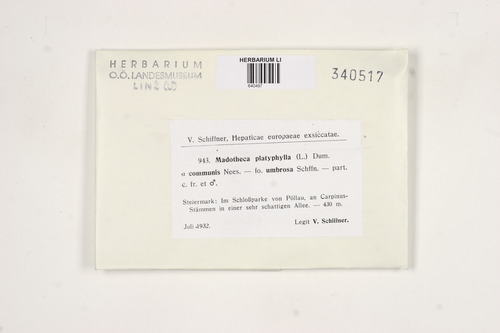 HERBARIUM
O.Ö. LANDESMUSEUM
LINZ
HERBARIUM LI
640497
340517
V. Schiffner, Hepaticae europaeae exsiccatae.
943. Madotheca platyphylla (L.) Dum.
α communis Nees. — fo. umbrosa Schffn. — part.
c. fr. et ♂.
Steiermark: Im Schloßparke von Pöllau, an Carpinus-
Stämmen in einer sehr schattigen Allee. — 430 m.
Juli 1932.
Legit V. Schiffner.